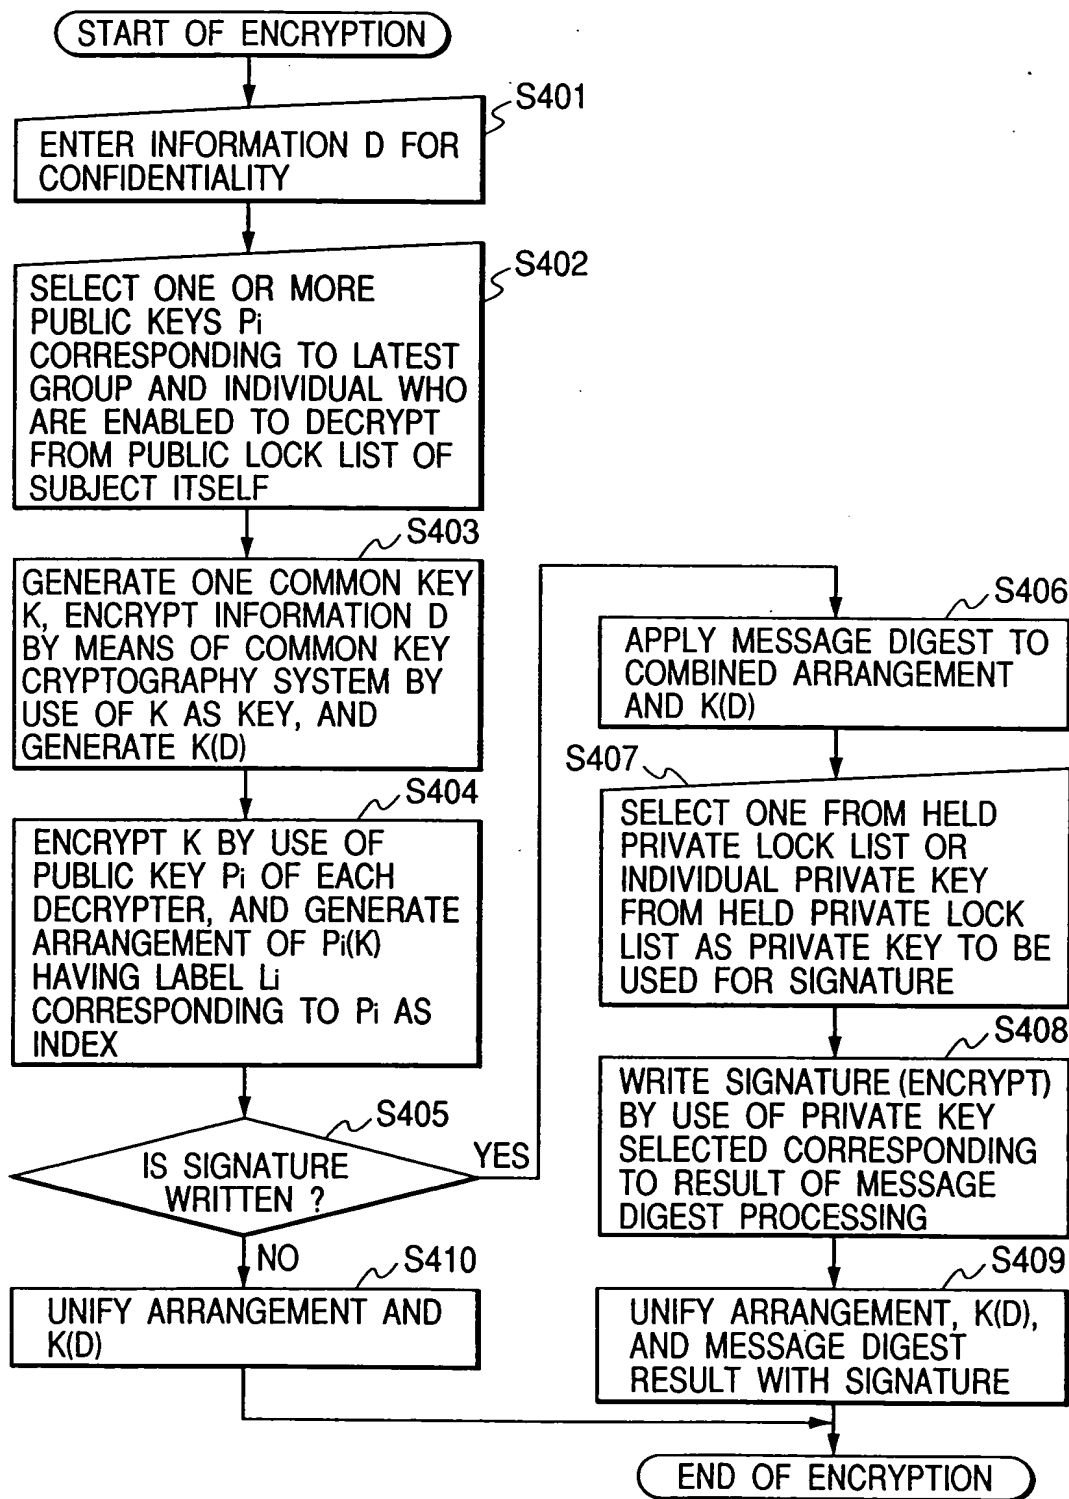 START OF ENCRYPTION
S401
ENTER INFORMATION D FOR
CONFIDENTIALITY
S402
SELECT ONE OR MORE
PUBLIC KEYS Pi
CORRESPONDING TO LATEST
GROUP AND INDIVIDUAL WHO
ARE ENABLED TO DECRYPT
FROM PUBLIC LOCK LIST OF
SUBJECT ITSELF
S403
GENERATE ONE COMMON KEY
K, ENCRYPT INFORMATION D
BY MEANS OF COMMON KEY
CRYPTOGRAPHY SYSTEM BY
USE OF K AS KEY, AND
GENERATE K(D)
S404
ENCRYPT K BY USE OF
PUBLIC KEY Pi OF EACH
DECRYPTER, AND GENERATE
ARRANGEMENT OF Pi(K)
HAVING LABEL Li
CORRESPONDING TO Pi AS
INDEX
S405
IS SIGNATURE
WRITTEN ?
YES
NO
S410
UNIFY ARRANGEMENT AND
K(D)
S406
APPLY MESSAGE DIGEST TO
COMBINED ARRANGEMENT
AND K(D)
S407
SELECT ONE FROM HELD
PRIVATE LOCK LIST OR
INDIVIDUAL PRIVATE KEY
FROM HELD PRIVATE LOCK
LIST AS PRIVATE KEY TO BE
USED FOR SIGNATURE
S408
WRITE SIGNATURE (ENCRYPT)
BY USE OF PRIVATE KEY
SELECTED CORRESPONDING
TO RESULT OF MESSAGE
DIGEST PROCESSING
S409
UNIFY ARRANGEMENT, K(D),
AND MESSAGE DIGEST
RESULT WITH SIGNATURE
END OF ENCRYPTION